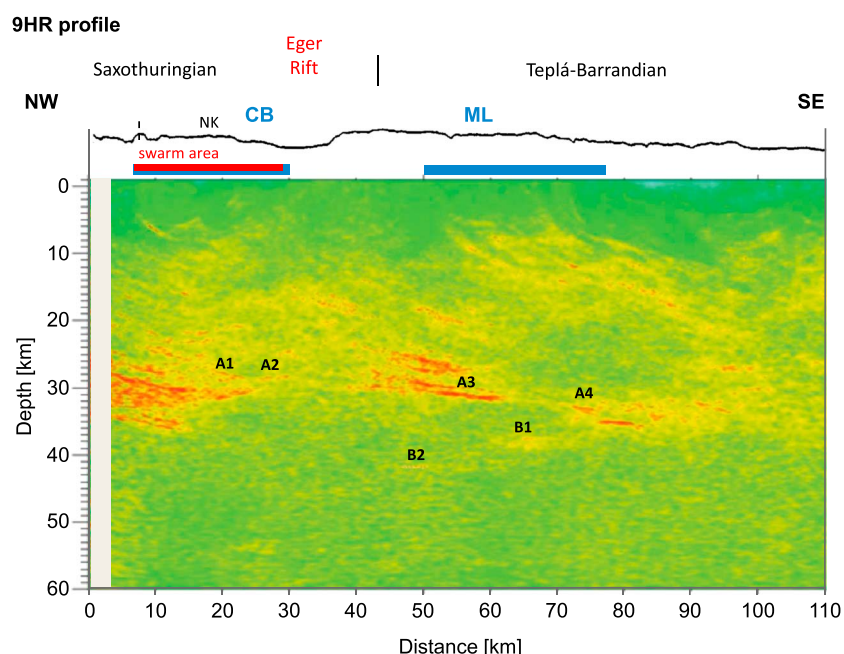 9HR profile
Eger
Rift
Saxothuringian
Teplá-Barrandian
NW
SE
NK
CB
ML
swarm area
0
10
20
30
40
50
60
Depth [km]
A1
A2
A3
A4
B1
B2
0 10 20 30 40 50 60 70 80 90 100 110
Distance [km]